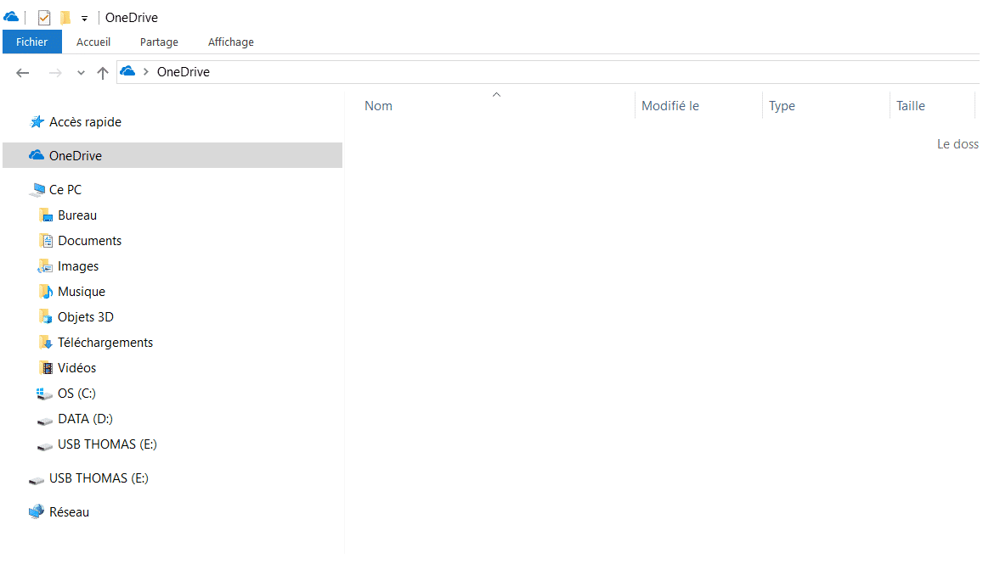 OneDrive
Fichier Accueil Partage Affichage
OneDrive
Nom Modifié le Type Taille
Le doss
Accès rapide
OneDrive
Ce PC
Bureau
Documents
Images
Musique
Objets 3D
Téléchargements
Vidéos
OS (C:)
DATA (D:)
USB THOMAS (E:)
USB THOMAS (E:)
Réseau